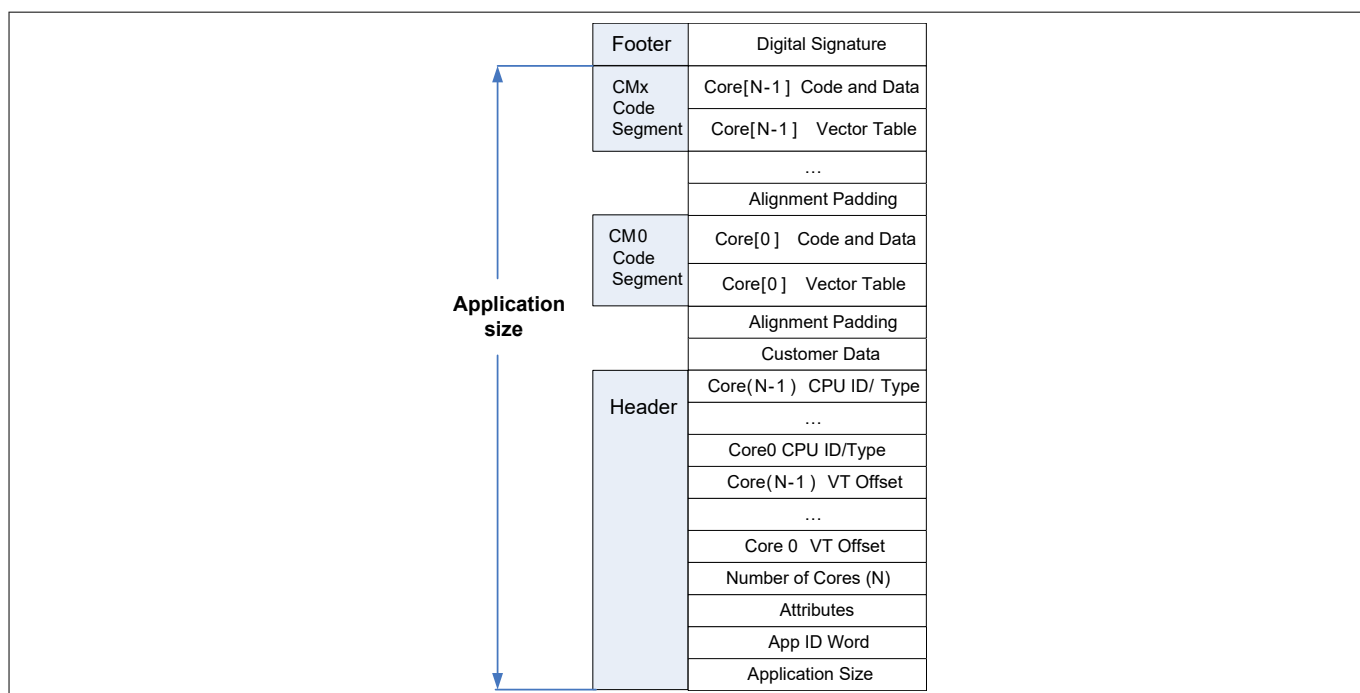 Footer
Digital Signature
CMx
Code
Segment
Core[N-1] Code and Data
Core[N-1] Vector Table
...
Alignment Padding
CM0
Code
Segment
Core[0] Code and Data
Core[0] Vector Table
Application
size
Alignment Padding
Customer Data
Header
Core(N-1) CPU ID/ Type
...
Core0 CPU ID/Type
Core(N-1) VT Offset
...
Core 0 VT Offset
Number of Cores (N)
Attributes
App ID Word
Application Size